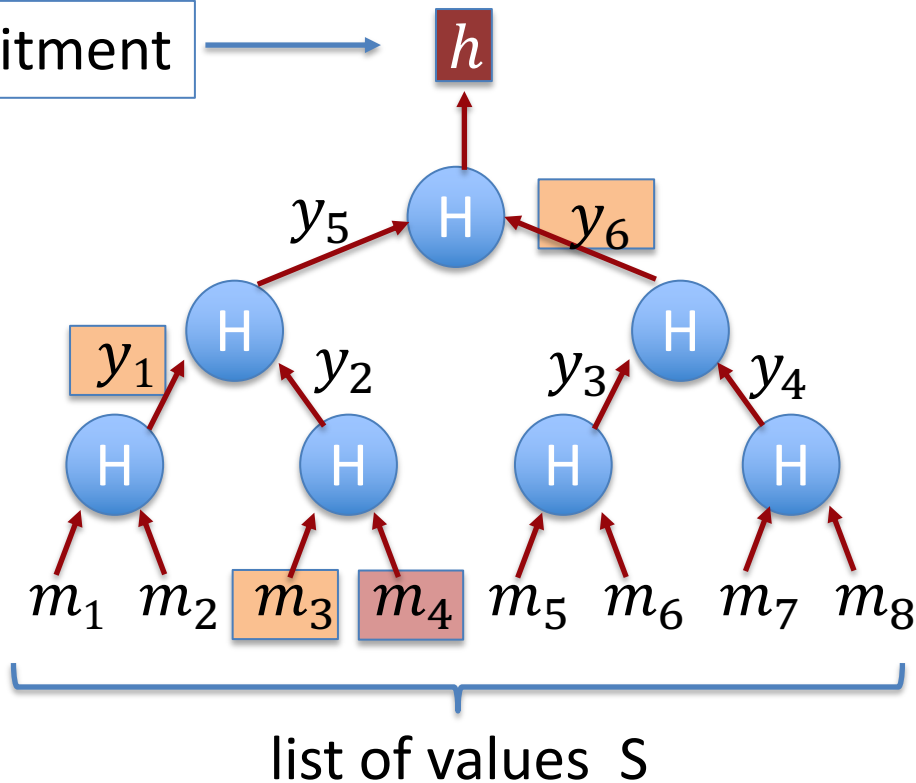 itment
h
H
y₅
y₆
H
H
y₁
y₂
y₃
y₄
H
H
H
H
m₁ m₂ m₃ m₄ m₅ m₆ m₇ m₈
list of values S